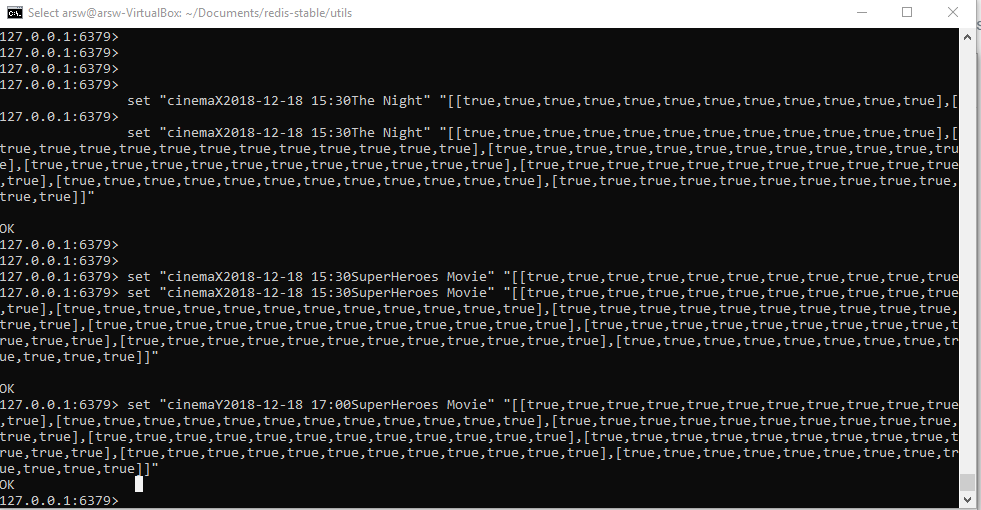 Select arsw@arsw-VirtualBox: ~/Documents/redis-stable/utils
127.0.0.1:6379>
127.0.0.1:6379>
127.0.0.1:6379>
127.0.0.1:6379>
set "cinemaX2018-12-18 15:30The Night" "[[true,true,true,true,true,true,true,true,true,true,true,true],[
127.0.0.1:6379>
set "cinemaX2018-12-18 15:30The Night" "[[true,true,true,true,true,true,true,true,true,true,true,true],[
true,true,true,true,true,true,true,true,true,true,true,true],[true,true,true,true,true,true,true,true,true,tru
e],[true,true,true,true,true,true,true,true,true,true,true,true],[true,true,true,true,true,true,true,true,true,true,true
,true],[true,true,true,true,true,true,true,true,true,true,true,true],[true,true,true,true,true,true,true,true,true,true,
true,true]]"
OK
127.0.0.1:6379>
127.0.0.1:6379>
127.0.0.1:6379> set "cinemaX2018-12-18 15:30SuperHeroes Movie" "[[true,true,true,true,true,true,true,true,true,true,true
127.0.0.1:6379> set "cinemaX2018-12-18 15:30SuperHeroes Movie" "[[true,true,true,true,true,true,true,true,true,true,true
,true],[true,true,true,true,true,true,true,true,true,true,true,true],[true,true,true,true,true,true,true,true,true,true,
true,true],[true,true,true,true,true,true,true,true,true,true,true,true],[true,true,true,true,true,true,true,true,true,t
rue,true,true],[true,true,true,true,true,true,true,true,true,true,true,true],[true,true,true,true,true,true,true,true,tr
ue,true,true,true]]"
OK
127.0.0.1:6379> set "cinemaY2018-12-18 17:00SuperHeroes Movie" "[[true,true,true,true,true,true,true,true,true,true,true
,true],[true,true,true,true,true,true,true,true,true,true,true,true],[true,true,true,true,true,true,true,true,true,true,
true,true],[true,true,true,true,true,true,true,true,true,true,true,true],[true,true,true,true,true,true,true,true,true,t
rue,true,true],[true,true,true,true,true,true,true,true,true,true,true,true],[true,true,true,true,true,true,true,true,tr
ue,true,true,true]]"
OK
127.0.0.1:6379>